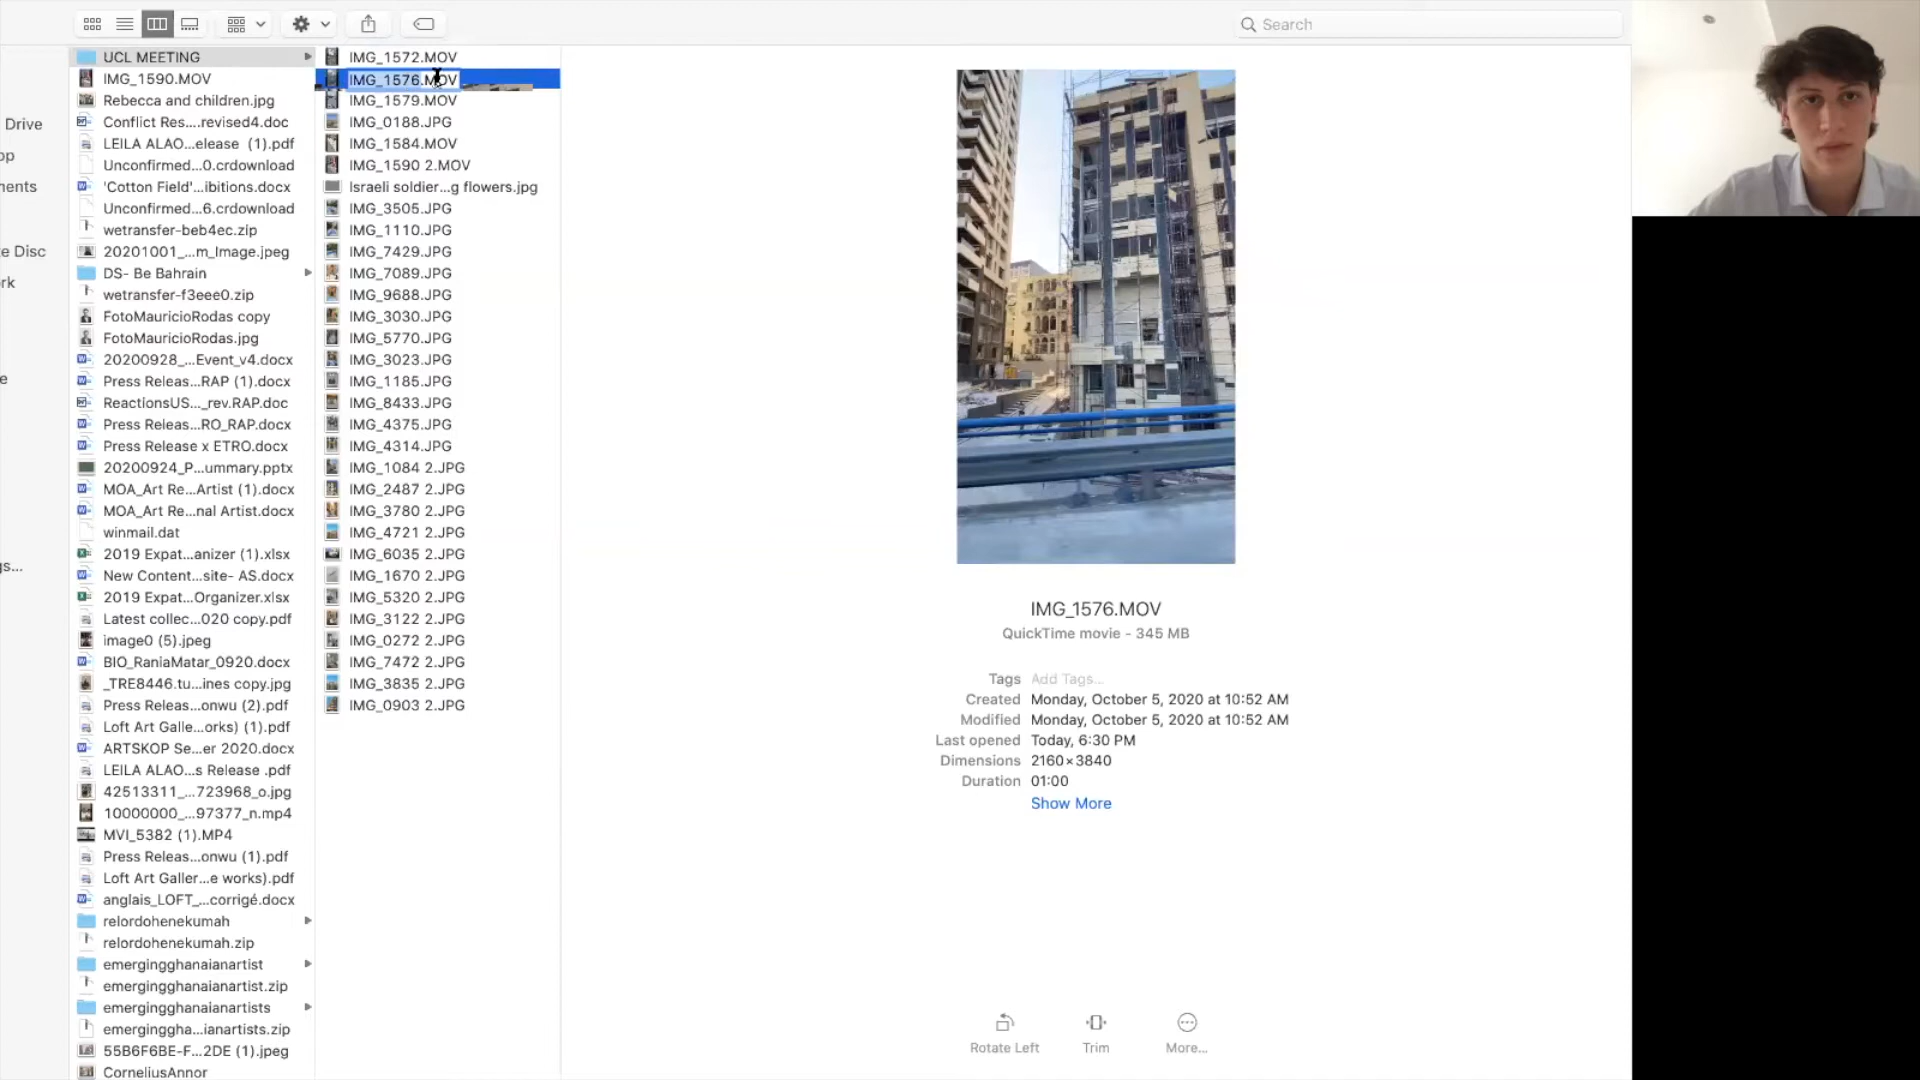 Search
Drive
op
ments
te Disc
rk
e
gs...
UCL MEETING
IMG_1590.MOV
Rebecca and children.jpg
Conflict Res....revised4.doc
LEILA ALAO...elease (1).pdf
Unconfirmed...0.crdownload
'Cotton Field'...ibitions.docx
Unconfirmed...6.crdownload
wetransfer-beb4ec.zip
20201001_...m_Image.jpeg
DS- Be Bahrain
wetransfer-f3eee0.zip
FotoMauricioRodas copy
FotoMauricioRodas.jpg
20200928_...Event_v4.docx
Press Releas...RAP (1).docx
ReactionsUS..._rev.RAP.doc
Press Releas...RO_RAP.docx
Press Release x ETRO.docx
20200924_P...ummary.pptx
MOA_Art Re...Artist (1).docx
MOA_Art Re...nal Artist.docx
winmail.dat
2019 Expat...anizer (1).xlsx
New Content...site- AS.docx
2019 Expat...Organizer.xlsx
Latest collec...020 copy.pdf
image0 (5).jpeg
BIO_RaniaMatar_0920.docx
_TRE8446.tu...ines copy.jpg
Press Releas...onwu (2).pdf
Loft Art Galle...orks) (1).pdf
ARTSKOP Se...er 2020.docx
LEILA ALAO...s Release .pdf
42513311_...723968_o.jpg
10000000_...97377_n.mp4
MVI_5382 (1).MP4
Press Releas...onwu (1).pdf
Loft Art Galler...e works).pdf
anglais_LOFT_...corrigé.docx
relordohenekumah
relordohenekumah.zip
emergingghanaianartist
emergingghanaianartist.zip
emergingghanaianartists
emerginggha...ianartists.zip
55B6F6BE-F...2DE (1).jpeg
CorneliusAnnor
IMG_1572.MOV
IMG_1576.MOV
IMG_1579.MOV
IMG_0188.JPG
IMG_1584.MOV
IMG_1590 2.MOV
Israeli soldier...g flowers.jpg
IMG_3505.JPG
IMG_1110.JPG
IMG_7429.JPG
IMG_7089.JPG
IMG_9688.JPG
IMG_3030.JPG
IMG_5770.JPG
IMG_3023.JPG
IMG_1185.JPG
IMG_8433.JPG
IMG_4375.JPG
IMG_4314.JPG
IMG_1084 2.JPG
IMG_2487 2.JPG
IMG_3780 2.JPG
IMG_4721 2.JPG
IMG_6035 2.JPG
IMG_1670 2.JPG
IMG_5320 2.JPG
IMG_3122 2.JPG
IMG_0272 2.JPG
IMG_7472 2.JPG
IMG_3835 2.JPG
IMG_0903 2.JPG
IMG_1576.MOV
QuickTime movie - 345 MB
Tags Add Tags...
Created Monday, October 5, 2020 at 10:52 AM
Modified Monday, October 5, 2020 at 10:52 AM
Last opened Today, 6:30 PM
Dimensions 2160×3840
Duration 01:00
Show More
Rotate Left Trim More...